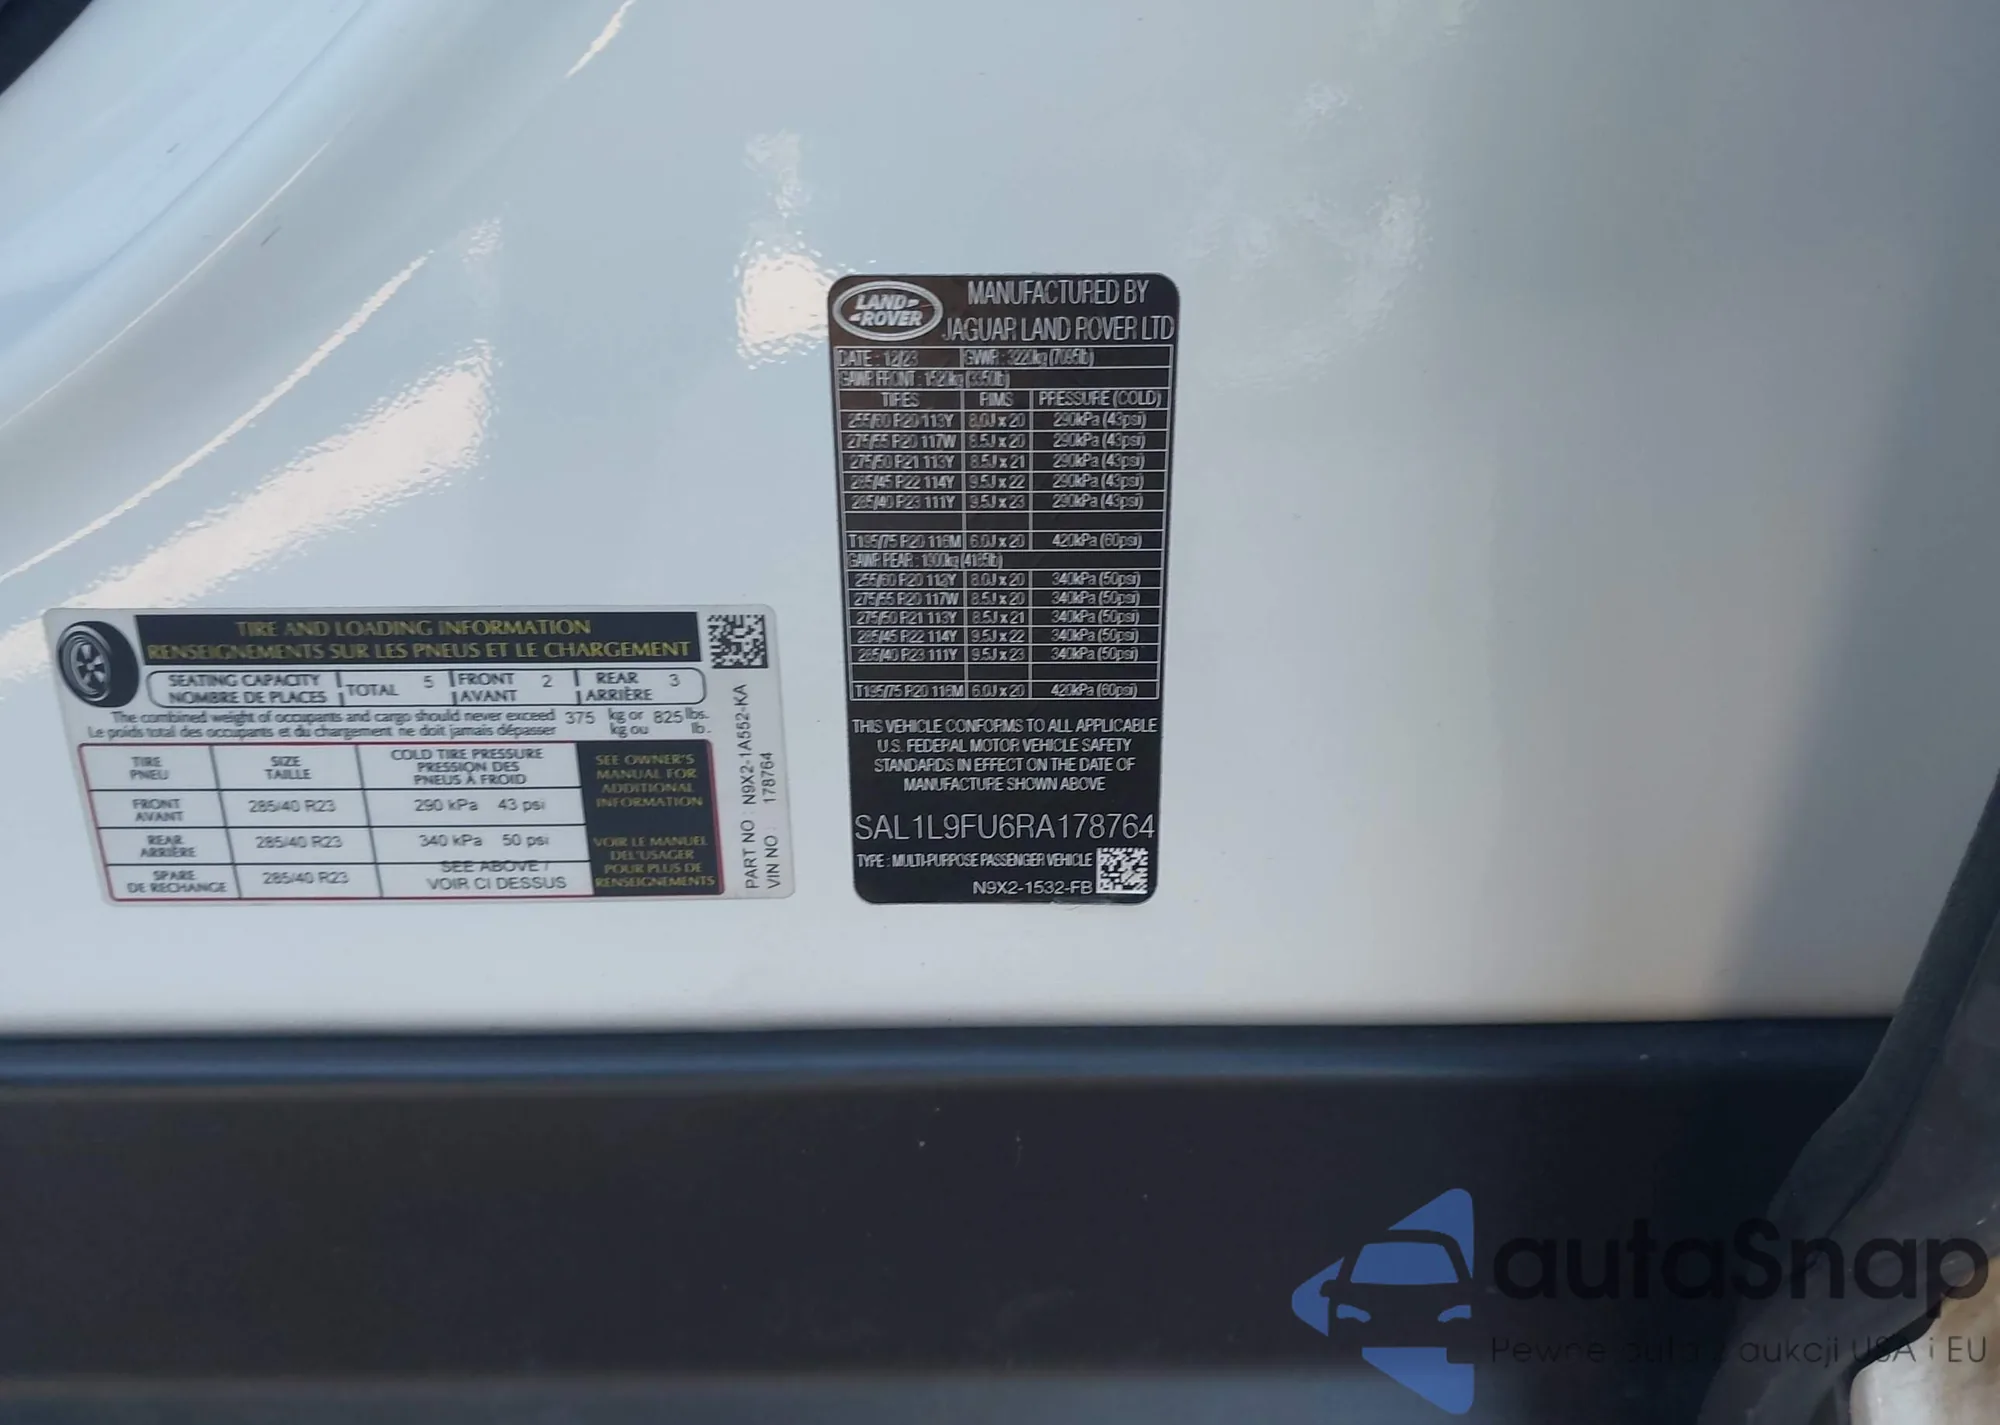 TIRE AND LOADING INFORMATION
RENSEIGNEMENTS SUR LES PNEUS ET LE CHARGEMENT
SEATING CAPACITY
NOMBRE DE PLACES
TOTAL 5
FRONT
AVANT
2
REAR
ARRIÈRE
3
The combined weight of occupants and cargo should never exceed 375 kg or 825 lbs.
Le poids total des occupants et du chargement ne doit jamais dépasser kg ou lb.
TIRE
PNEU
SIZE
TAILLE
COLD TIRE PRESSURE
PRESSION DES
PNEUS À FROID
FRONT
AVANT
285/40 R23
290 kPa 43 psi
REAR
ARRIÈRE
285/40 R23
340 kPa 50 psi
SPARE
DE RECHANGE
285/40 R23
SEE ABOVE /
VOIR CI DESSUS
SEE OWNER'S
MANUAL FOR
ADDITIONAL
INFORMATION
VOIR LE MANUEL
DE L'USAGER
POUR PLUS DE
RENSEIGNEMENTS
PART NO : N9X2-1A552-KA
VIN NO : 178764
LAND
ROVER
MANUFACTURED BY
JAGUAR LAND ROVER LTD
DATE : 12/23 GVWR : 3220kg (7095lb)
GAWR FRONT : 1520kg (3350lb)
TIRES RIMS PRESSURE (COLD)
255/60 R20 113Y 8.0J x 20 290kPa (43psi)
275/55 R20 117W 8.5J x 20 290kPa (43psi)
275/50 R21 113Y 8.5J x 21 290kPa (43psi)
285/45 R22 114Y 9.5J x 22 290kPa (43psi)
285/40 R23 111Y 9.5J x 23 290kPa (43psi)
T195/75 R20 116M 6.0J x 20 420kPa (60psi)
GAWR REAR : 1900kg (4185lb)
255/60 R20 113Y 8.0J x 20 340kPa (50psi)
275/55 R20 117W 8.5J x 20 340kPa (50psi)
275/50 R21 113Y 8.5J x 21 340kPa (50psi)
285/45 R22 114Y 9.5J x 22 340kPa (50psi)
285/40 R23 111Y 9.5J x 23 340kPa (50psi)
T195/75 R20 116M 6.0J x 20 420kPa (60psi)
THIS VEHICLE CONFORMS TO ALL APPLICABLE
U.S. FEDERAL MOTOR VEHICLE SAFETY
STANDARDS IN EFFECT ON THE DATE OF
MANUFACTURE SHOWN ABOVE
SAL1L9FU6RA178764
TYPE : MULTI-PURPOSE PASSENGER VEHICLE
N9X2-1532-FB
autaSnap
Pewne auta z aukcji USA i EU